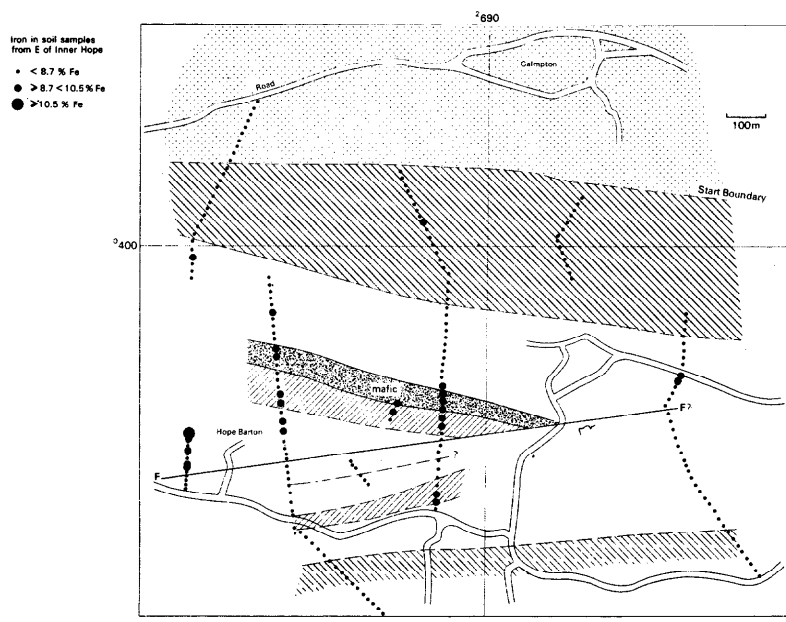 Iron in soil samples
from E of Inner Hope
< 8.7 % Fe
≥ 8.7 < 10.5 % Fe
≥ 10.5 % Fe
²690
Galmpton
Road
100m
Start Boundary
⁰400
mafic
F?
Hope Barton
?
F